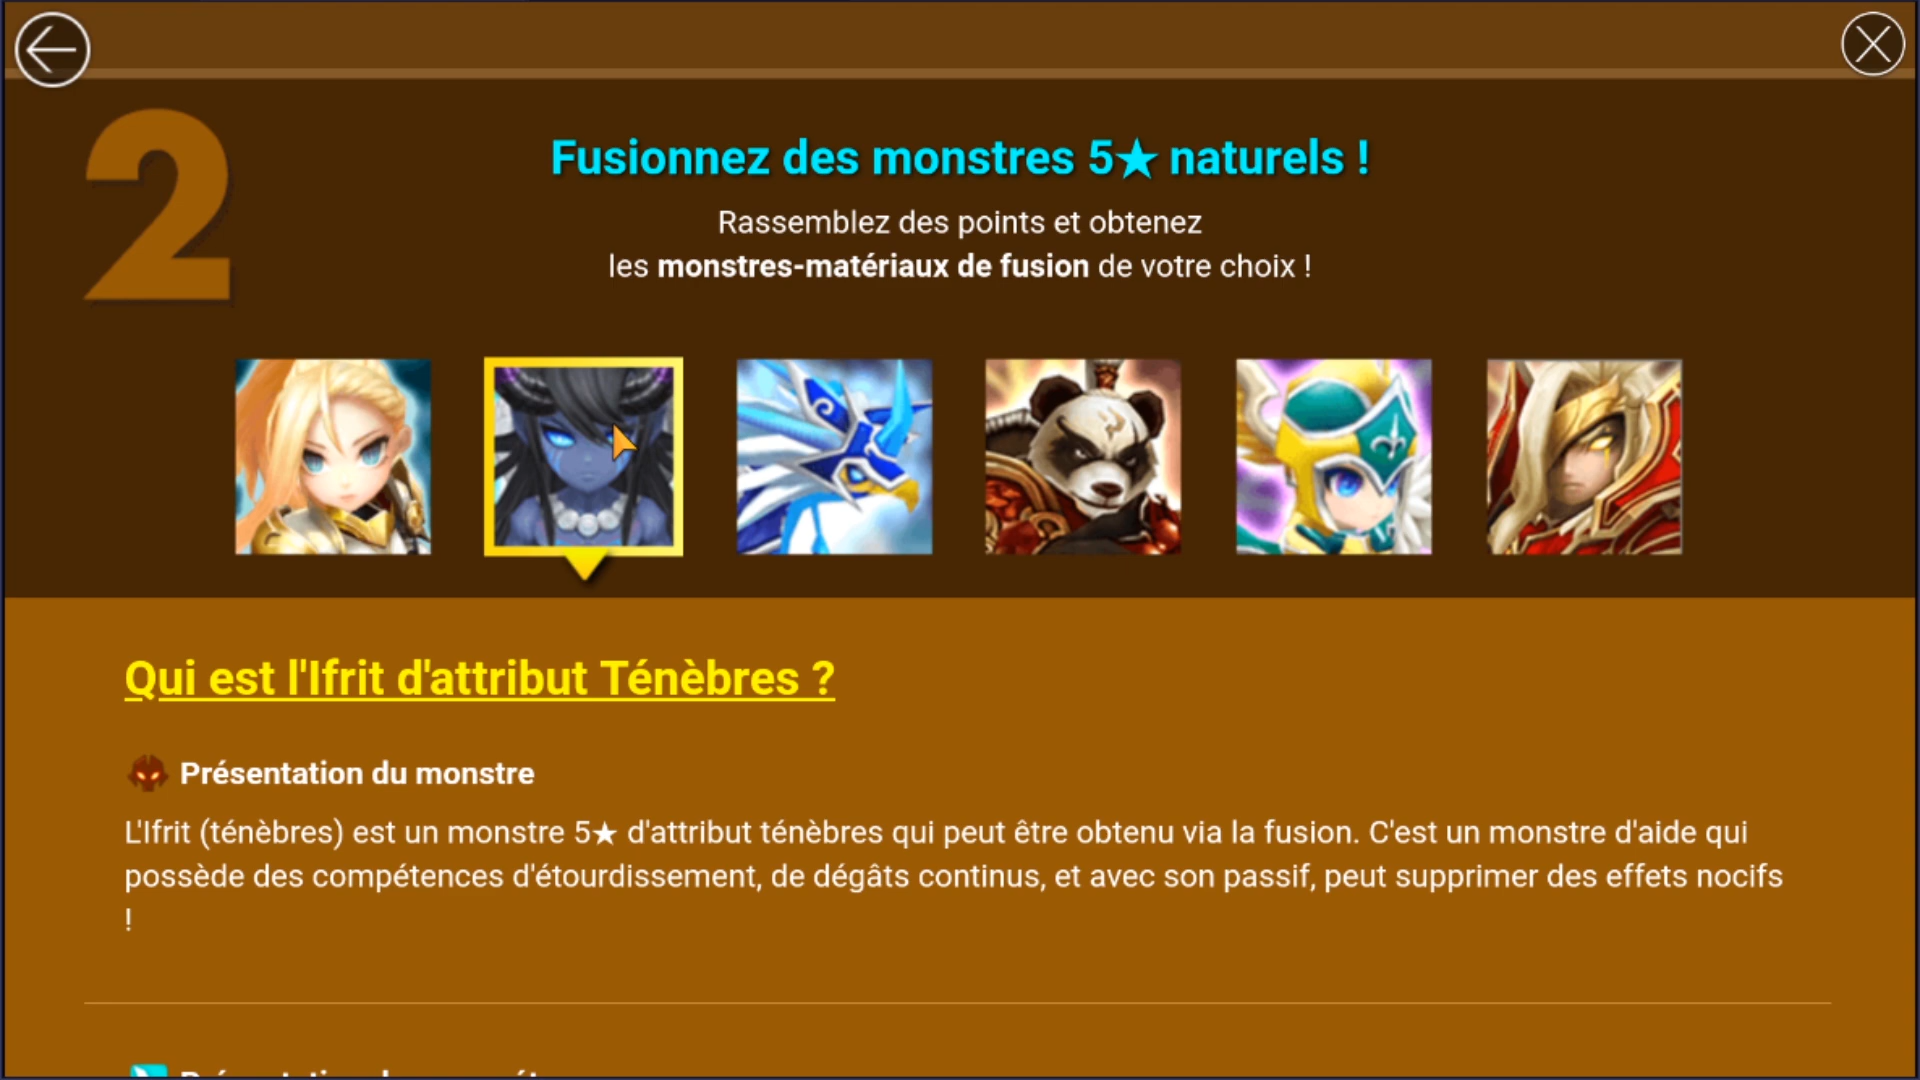 2
Fusionnez des monstres 5★ naturels !
Rassemblez des points et obtenez
les monstres-matériaux de fusion de votre choix !
Qui est l'Ifrit d'attribut Ténèbres ?
Présentation du monstre
L'Ifrit (ténèbres) est un monstre 5★ d'attribut ténèbres qui peut être obtenu via la fusion. C'est un monstre d'aide qui
possède des compétences d'étourdissement, de dégâts continus, et avec son passif, peut supprimer des effets nocifs
!